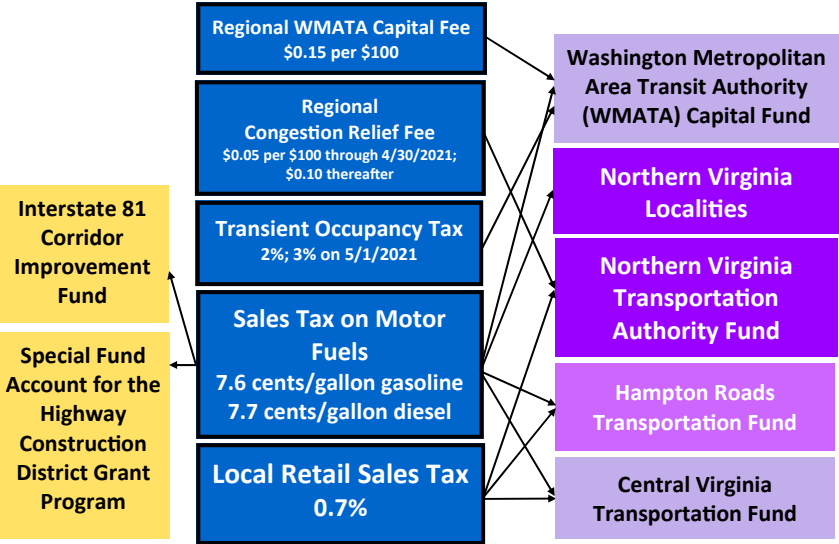 Regional WMATA Capital Fee
$0.15 per $100
Regional
Congestion Relief Fee
$0.05 per $100 through 4/30/2021;
$0.10 thereafter
Transient Occupancy Tax
2%; 3% on 5/1/2021
Sales Tax on Motor
Fuels
7.6 cents/gallon gasoline
7.7 cents/gallon diesel
Local Retail Sales Tax
0.7%
Interstate 81
Corridor
Improvement
Fund
Special Fund
Account for the
Highway
Construction
District Grant
Program
Washington Metropolitan
Area Transit Authority
(WMATA) Capital Fund
Northern Virginia
Localities
Northern Virginia
Transportation
Authority Fund
Hampton Roads
Transportation Fund
Central Virginia
Transportation Fund